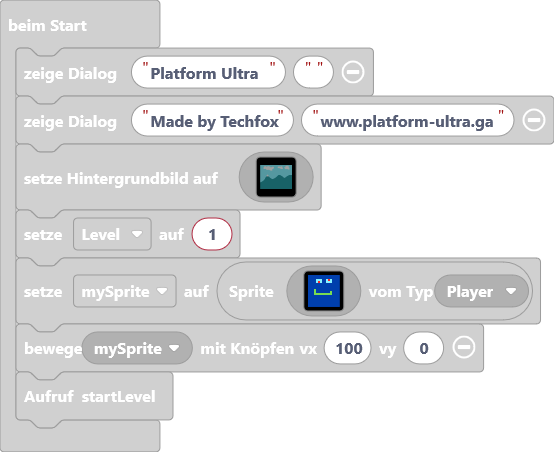 beim Start
zeige Dialog "Platform Ultra " " "
zeige Dialog "Made by Techfox" "www.platform-ultra.ga "
setze Hintergrundbild auf
setze Level auf 1
setze mySprite auf Sprite vom Typ Player
bewege mySprite mit Knöpfen vx 100 vy 0
Aufruf startLevel